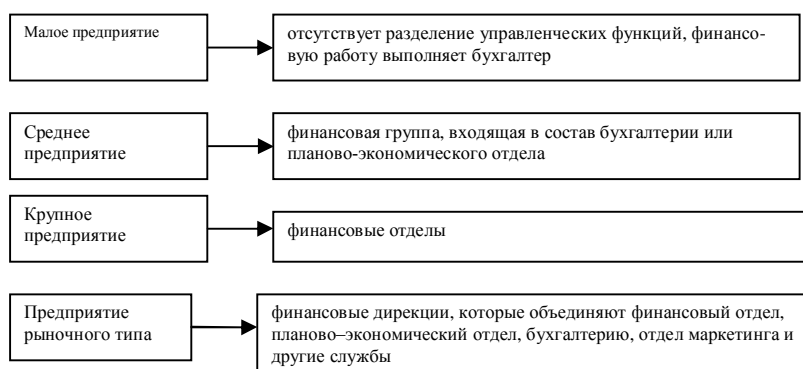 Малое предприятие
отсутствует разделение управленческих функций, финансо-
вую работу выполняет бухгалтер
Среднее
предприятие
финансовая группа, входящая в состав бухгалтерии или
планово-экономического отдела
Крупное
предприятие
финансовые отделы
Предприятие
рыночного типа
финансовые дирекции, которые объединяют финансовый отдел,
планово–экономический отдел, бухгалтерию, отдел маркетинга и
другие службы